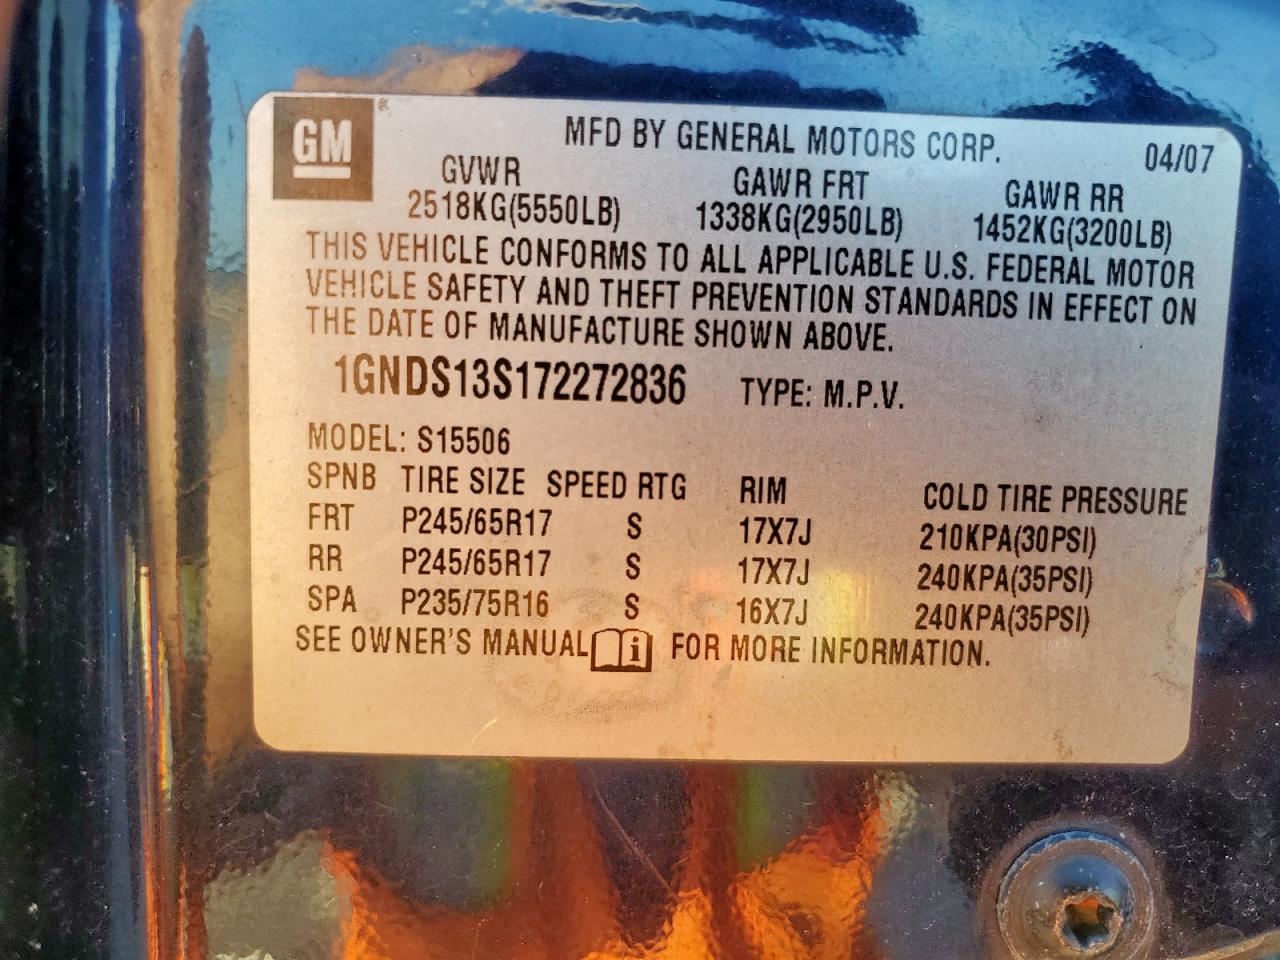 GM ®
MFD BY GENERAL MOTORS CORP. 04/07
GVWR GAWR FRT GAWR RR
2518KG(5550LB) 1338KG(2950LB) 1452KG(3200LB)
THIS VEHICLE CONFORMS TO ALL APPLICABLE U.S. FEDERAL MOTOR
VEHICLE SAFETY AND THEFT PREVENTION STANDARDS IN EFFECT ON
THE DATE OF MANUFACTURE SHOWN ABOVE.
1GNDS13S172272836 TYPE: M.P.V.
MODEL: S15506
SPNB TIRE SIZE SPEED RTG RIM COLD TIRE PRESSURE
FRT P245/65R17 S 17X7J 210KPA(30PSI)
RR P245/65R17 S 17X7J 240KPA(35PSI)
SPA P235/75R16 S 16X7J 240KPA(35PSI)
SEE OWNER'S MANUAL i FOR MORE INFORMATION.